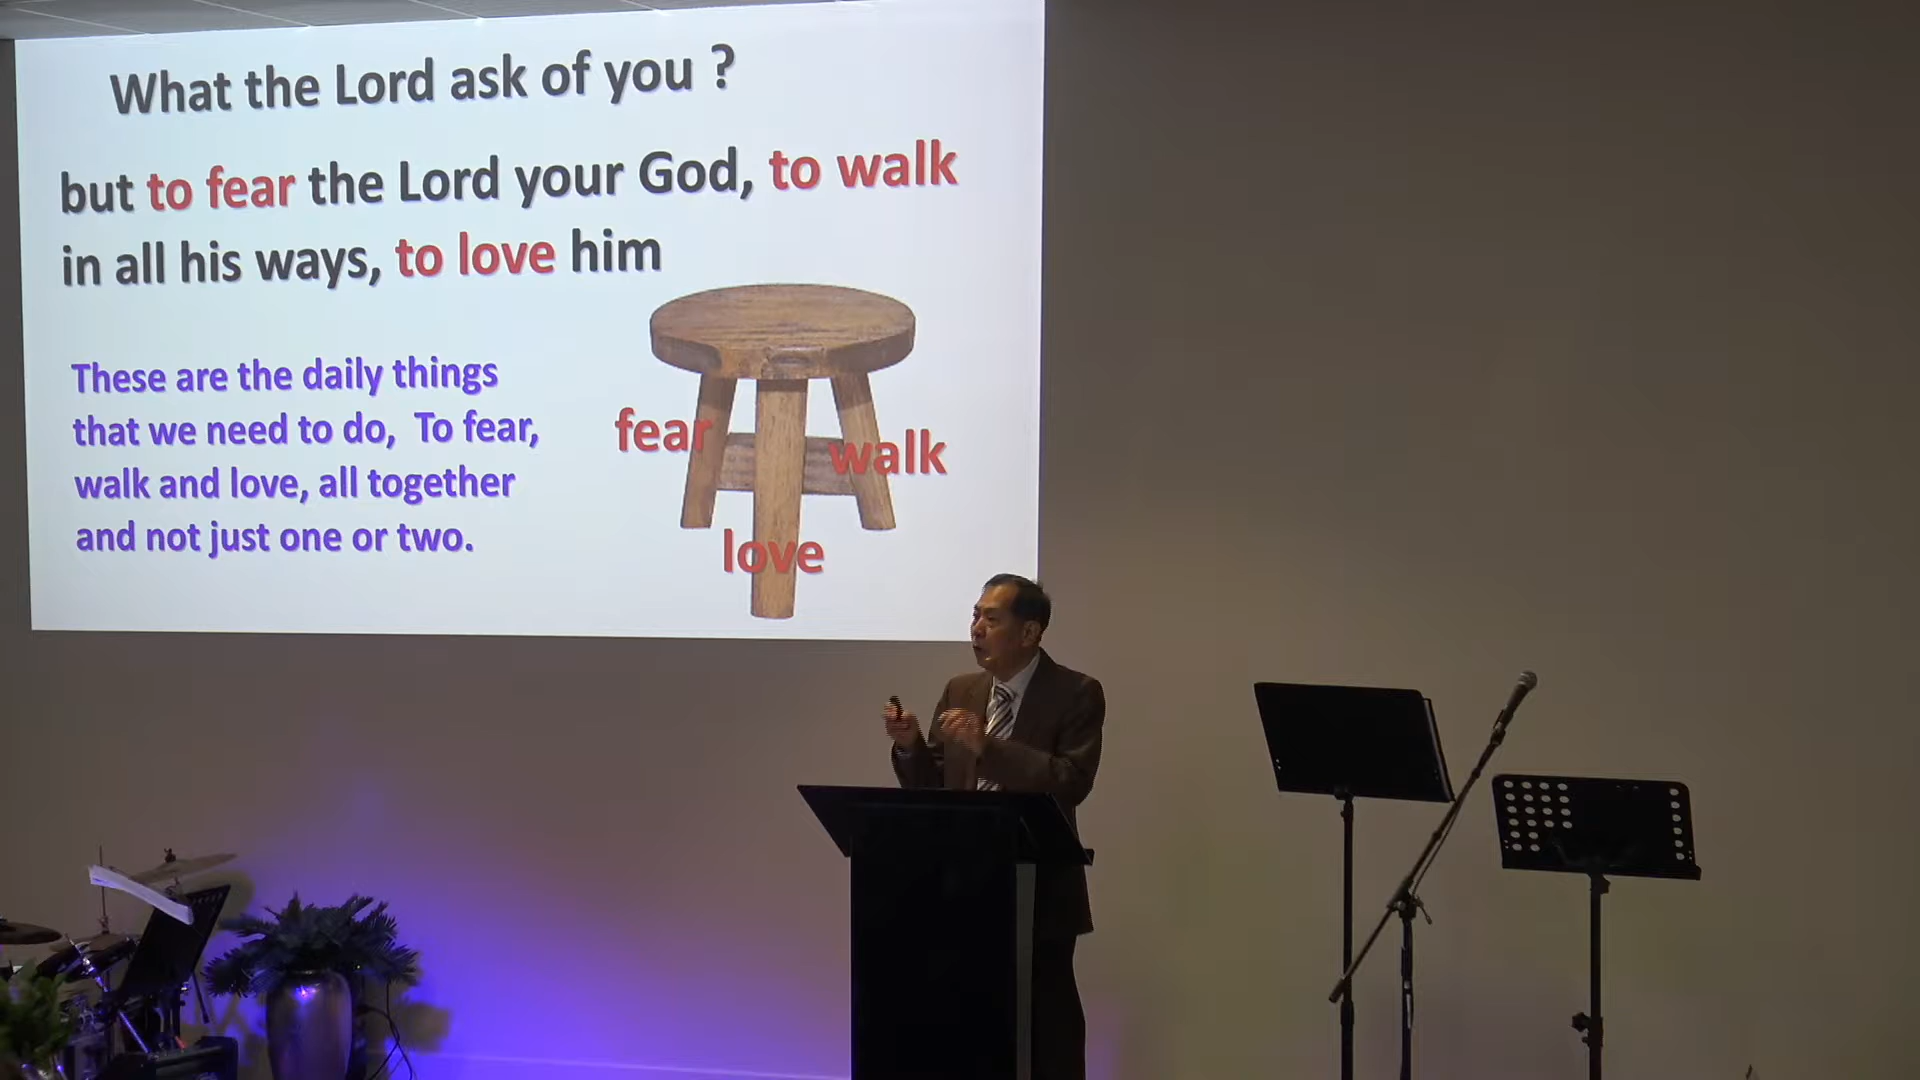 What the Lord ask of you ?
but to fear the Lord your God, to walk
in all his ways, to love him
These are the daily things
that we need to do, To fear,
walk and love, all together
and not just one or two.
fear
walk
love